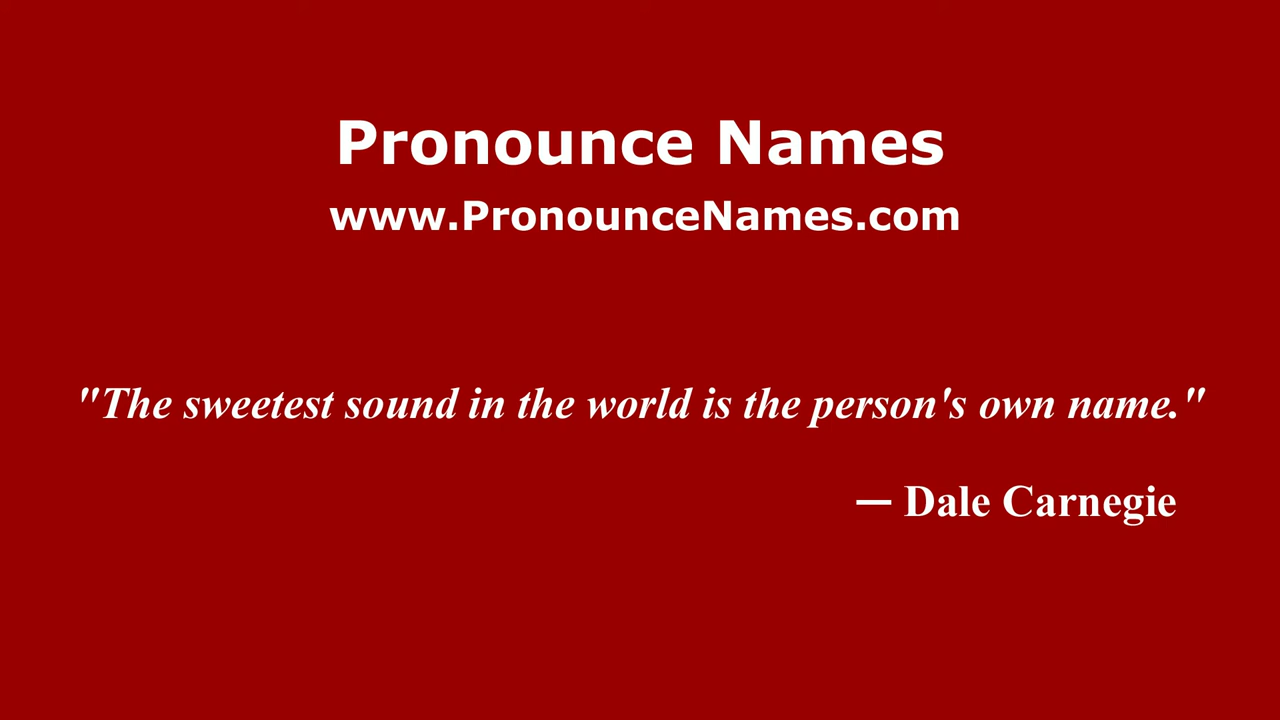 Pronounce Names
www.PronounceNames.com
"The sweetest sound in the world is the person's own name."
— Dale Carnegie